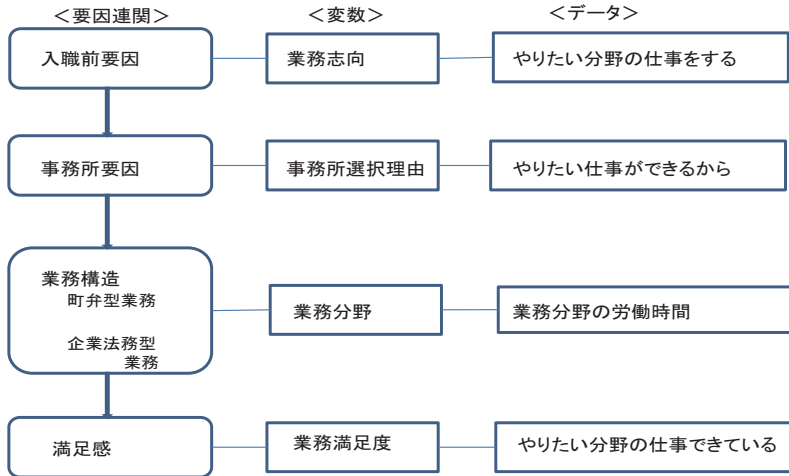 ＜要因連関＞ ＜変数＞ ＜データ＞
入職前要因 業務志向 やりたい分野の仕事をする
事務所要因 事務所選択理由 やりたい仕事ができるから
業務構造
町弁型業務
業務分野 業務分野の労働時間
企業法務型
業務
満足感 業務満足度 やりたい分野の仕事できている